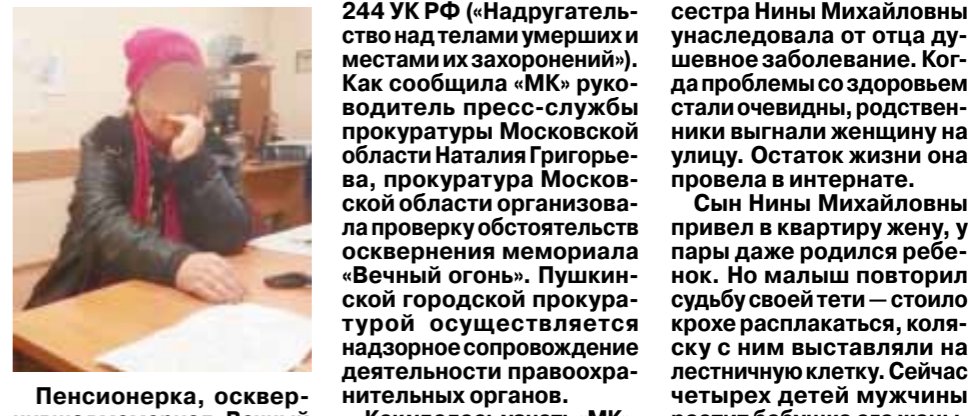 Пенсионерка, осквер-
244 УК РФ («Надругатель-
ство над телами умерших и
местами их захоронений»).
Как сообщила «МК» руко-
водитель пресс-службы
прокуратуры Московской
области Наталия Григорье-
ва, прокуратура Москов-
ской области организова-
ла проверку обстоятельств
осквернения мемориала
«Вечный огонь». Пушкин-
ской городской прокура-
турой осуществляется
надзорное сопровождение
деятельности правоохра-
нительных органов.
сестра Нины Михайловны
унаследовала от отца ду-
шевное заболевание. Ког-
да проблемы со здоровьем
стали очевидны, родствен-
ники выгнали женщину на
улицу. Остаток жизни она
провела в интернате.
Сын Нины Михайловны
привел в квартиру жену, у
пары даже родился ребе-
нок. Но малыш повторил
судьбу своей тети — стоило
крохе расплакаться, коля-
ску с ним выставляли на
лестничную клетку. Сейчас
четырех детей мужчины